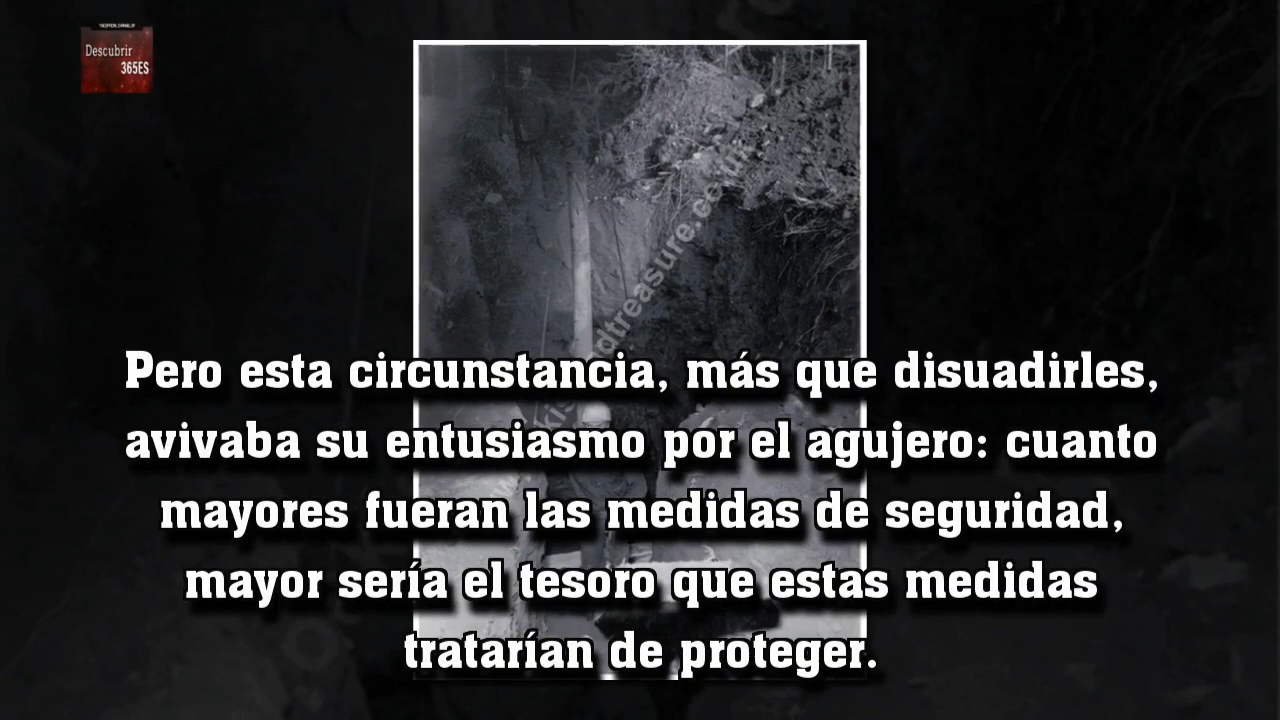 Descubrir
365ES
Pero esta circunstancia, más que disuadirles,
avivaba su entusiasmo por el agujero: cuanto
mayores fueran las medidas de seguridad,
mayor sería el tesoro que estas medidas
tratarían de proteger.